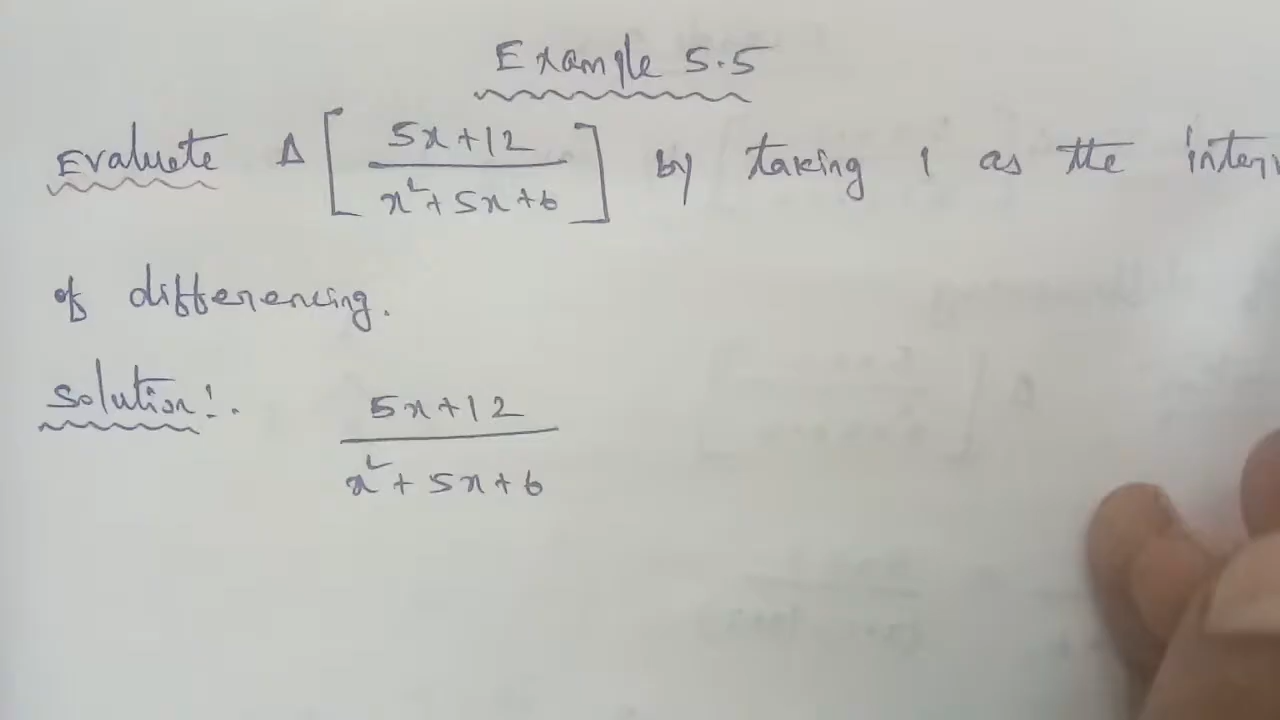 Example 5.5
Evaluate Δ [ (5x+12)/(x²+5x+6) ] by taking 1 as the inter
of differencing.
Solution:.
5x+12
x²+5x+6